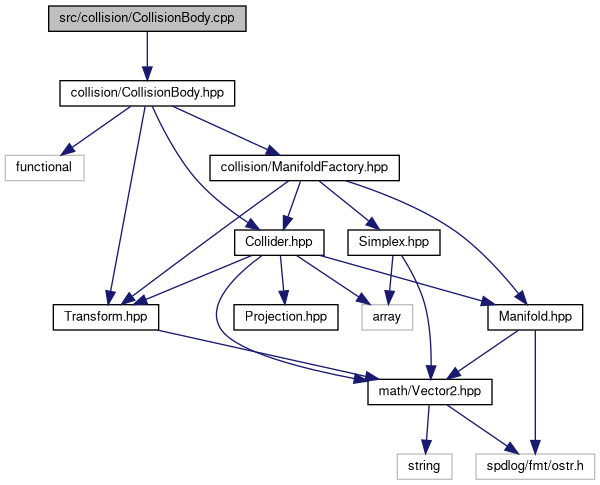 src/collision/CollisionBody.cpp
collision/CollisionBody.hpp
functional
collision/ManifoldFactory.hpp
Collider.hpp
Simplex.hpp
Transform.hpp
Projection.hpp
array
Manifold.hpp
math/Vector2.hpp
string
spdlog/fmt/ostr.h